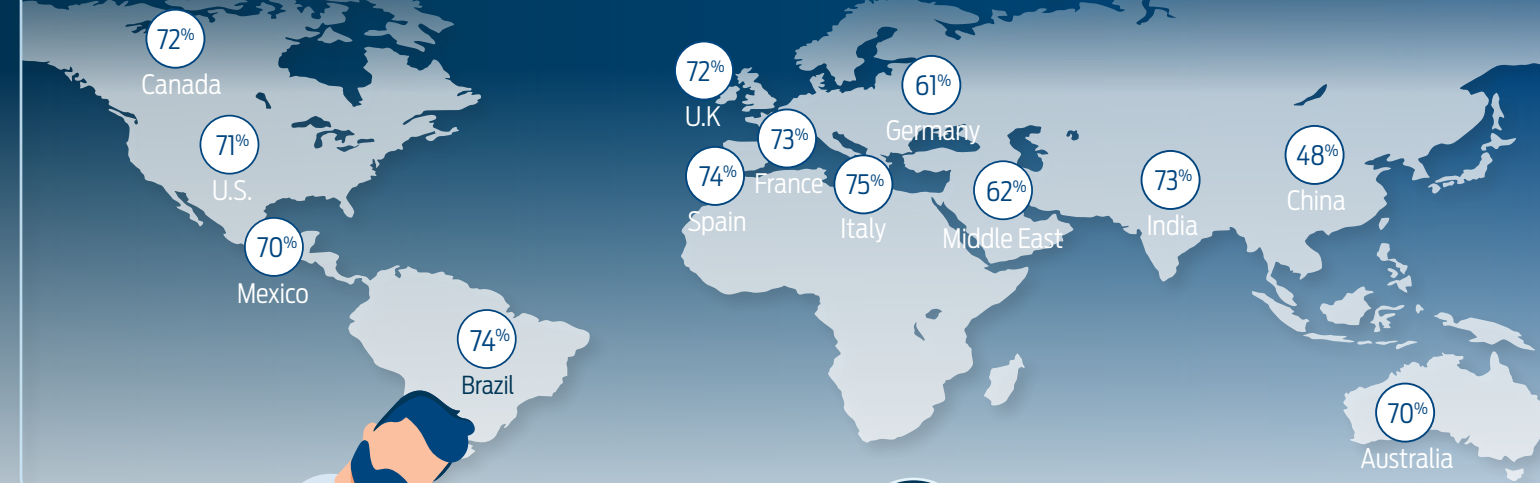 72%
Canada
71%
U.S.
70%
Mexico
74%
Brazil
72%
U.K
74%
Spain
73%
France
75%
Italy
61%
Germany
62%
Middle East
73%
India
48%
China
70%
Australia